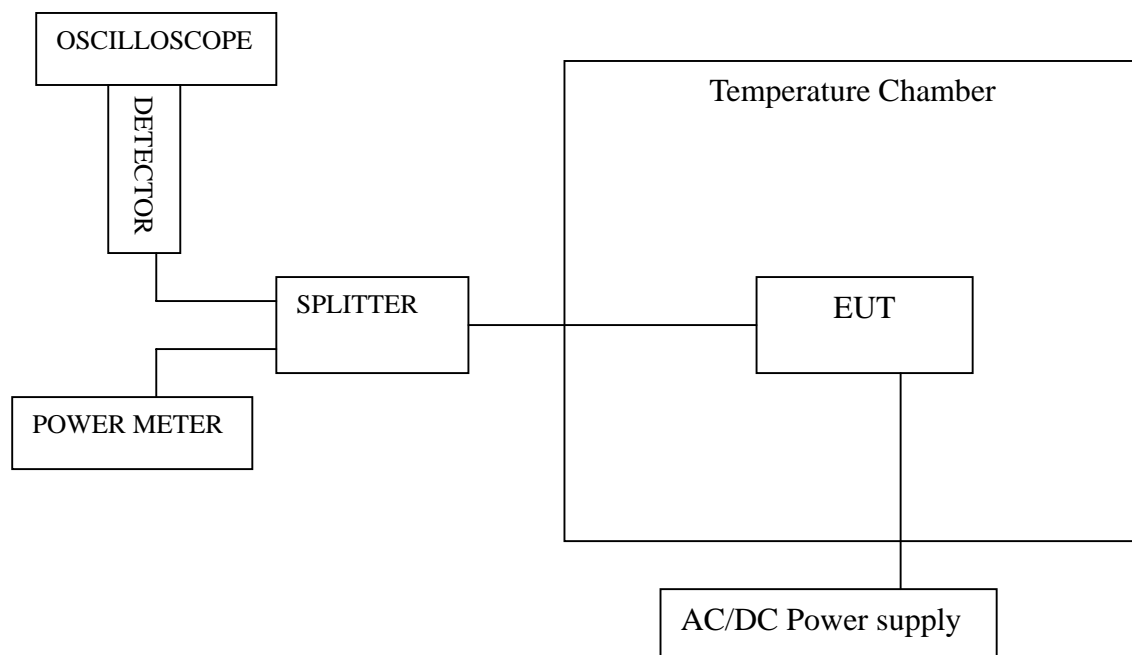 OSCILLOSCOPE
DETECTOR
Temperature Chamber
SPLITTER
EUT
POWER METER
AC/DC Power supply